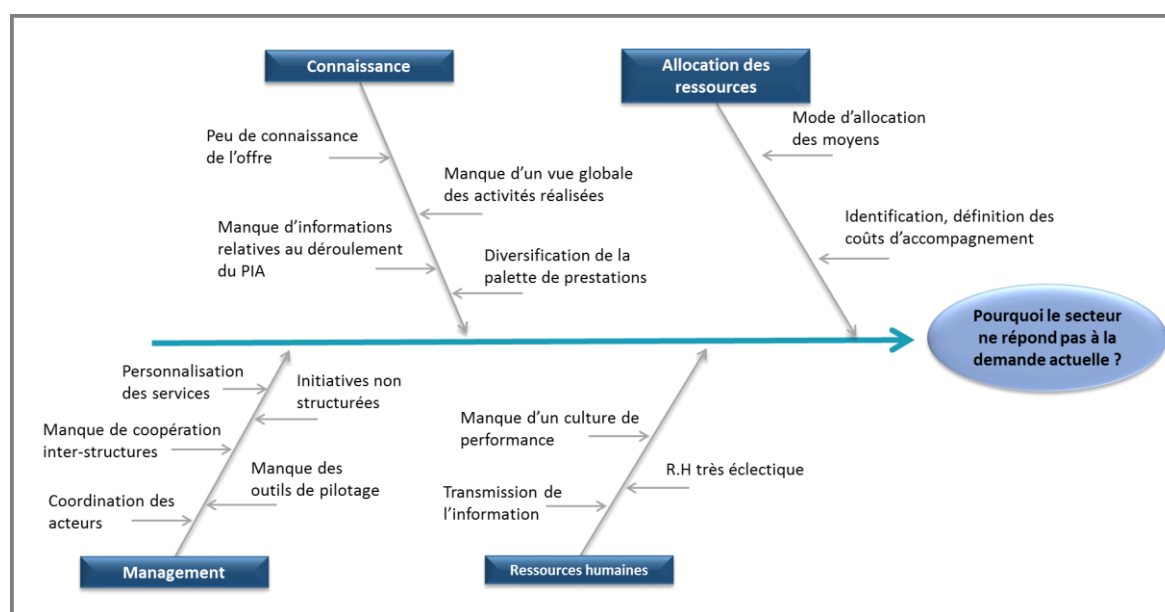 Connaissance
Allocation des
ressources
Peu de connaissance
de l'offre
Manque d'un vue globale
des activités réalisées
Manque d'informations
relatives au déroulement
du PIA
Diversification de la
palette de prestations
Mode d'allocation
des moyens
Identification, définition des
coûts d'accompagnement
Pourquoi le secteur
ne répond pas à la
demande actuelle ?
Personnalisation
des services
Initiatives non
structurées
Manque de coopération
inter-structures
Manque des
outils de pilotage
Coordination des
acteurs
Manque d'un culture de
performance
R.H très éclectique
Transmission de
l'information
Management
Ressources humaines